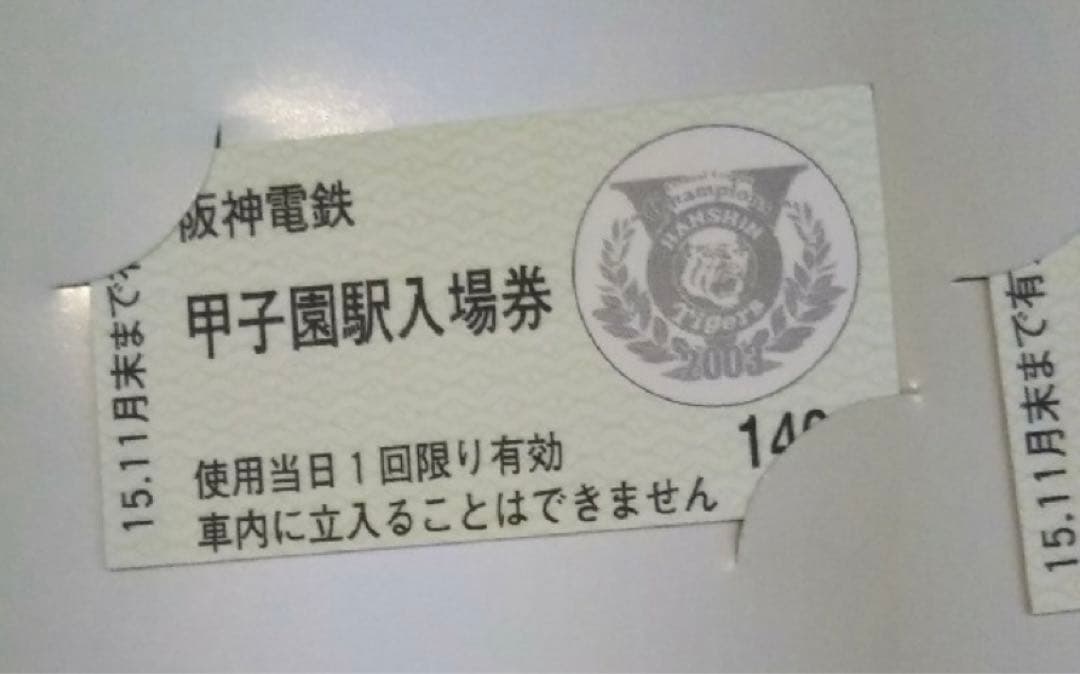 阪神電鉄
甲子園駅入場券
使用当日1回限り有効
車内に立入ることはできません
15.11月末まで有
Champions
HANSHIN
Tigers
2003
14
15.11月末まで有